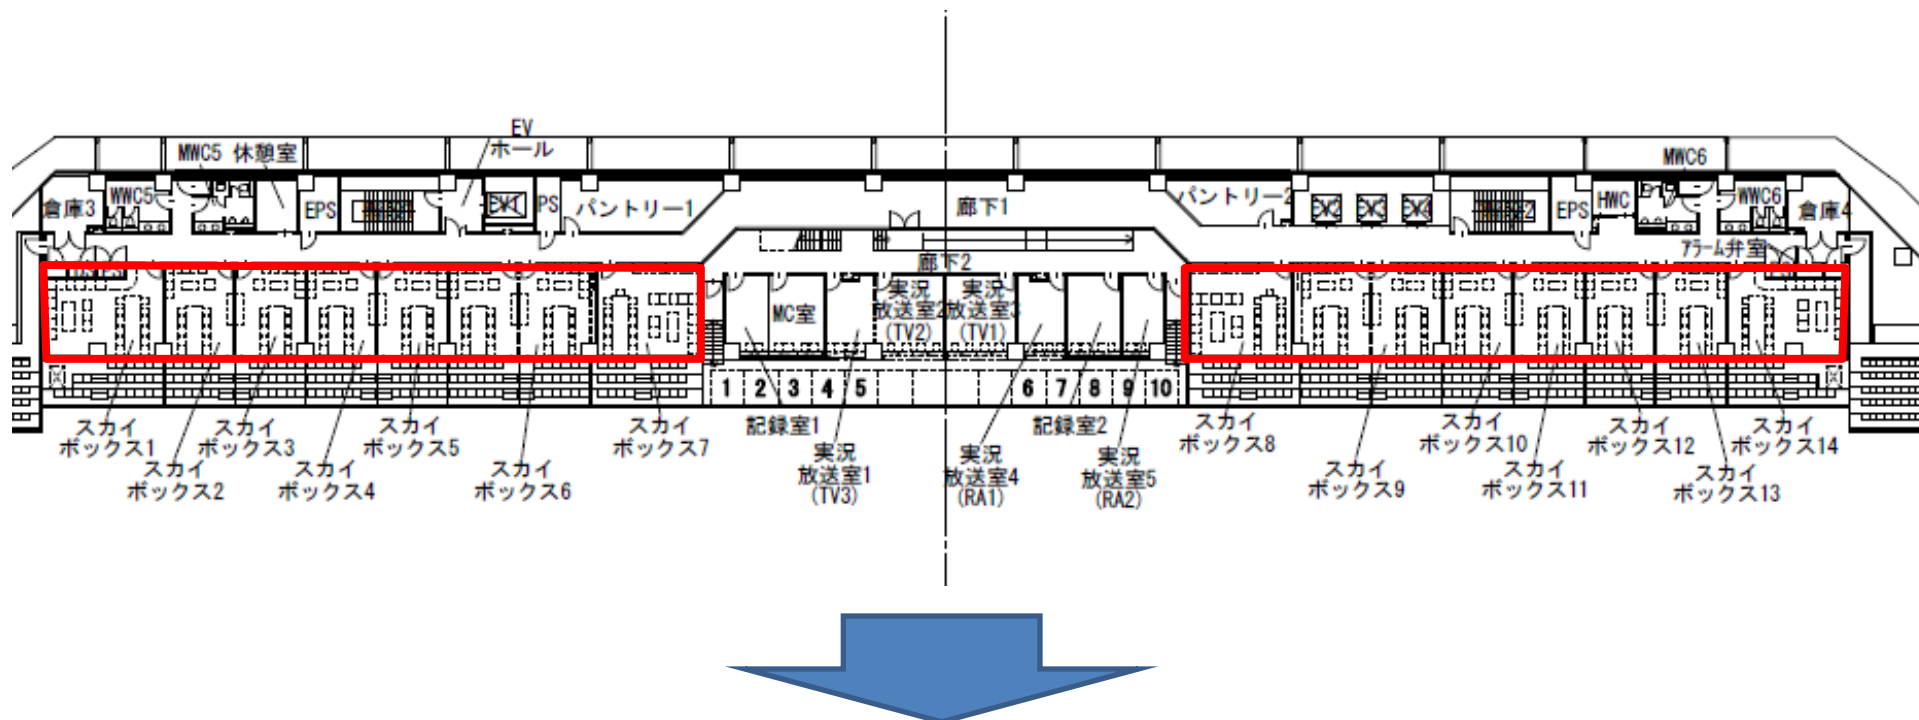 EV
ホール
MWC5 休憩室
MWC6
WWC5
倉庫3
EPS
EV1
PS
パントリー1
廊下1
パントリー2
EV2
EV3
EV4
EPS
HWC
WWC6
倉庫4
アラーム弁室
廊下2
MC室
実況
放送室2
(TV2)
実況
放送室3
(TV1)
1 2 3 4 5 6 7 8 9 10
スカイ
ボックス1
スカイ
ボックス2
スカイ
ボックス3
スカイ
ボックス4
スカイ
ボックス5
スカイ
ボックス6
スカイ
ボックス7
記録室1
実況
放送室1
(TV3)
実況
放送室4
(RA1)
記録室2
実況
放送室5
(RA2)
スカイ
ボックス8
スカイ
ボックス9
スカイ
ボックス10
スカイ
ボックス11
スカイ
ボックス12
スカイ
ボックス13
スカイ
ボックス14